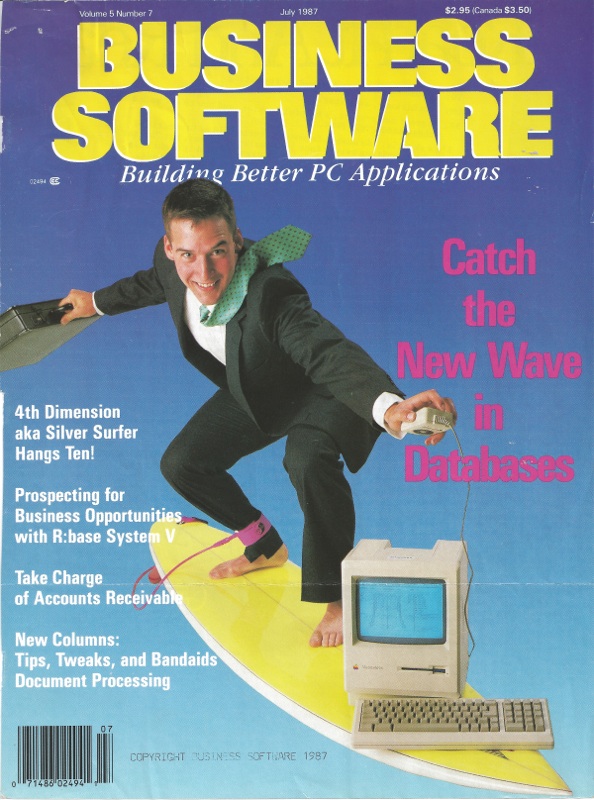 Volume 5 Number 7
July 1987
$2.95 (Canada $3.50)
BUSINESS
SOFTWARE
Building Better PC Applications
02494
Catch
the
New Wave
in
Databases
4th Dimension
aka Silver Surfer
Hangs Ten!
Prospecting for
Business Opportunities
with R:base System V
Take Charge
of Accounts Receivable
New Columns:
Tips, Tweaks, and Bandaids
Document Processing
07
0 71486 02494
COPYRIGHT BUSINESS SOFTWARE 1987